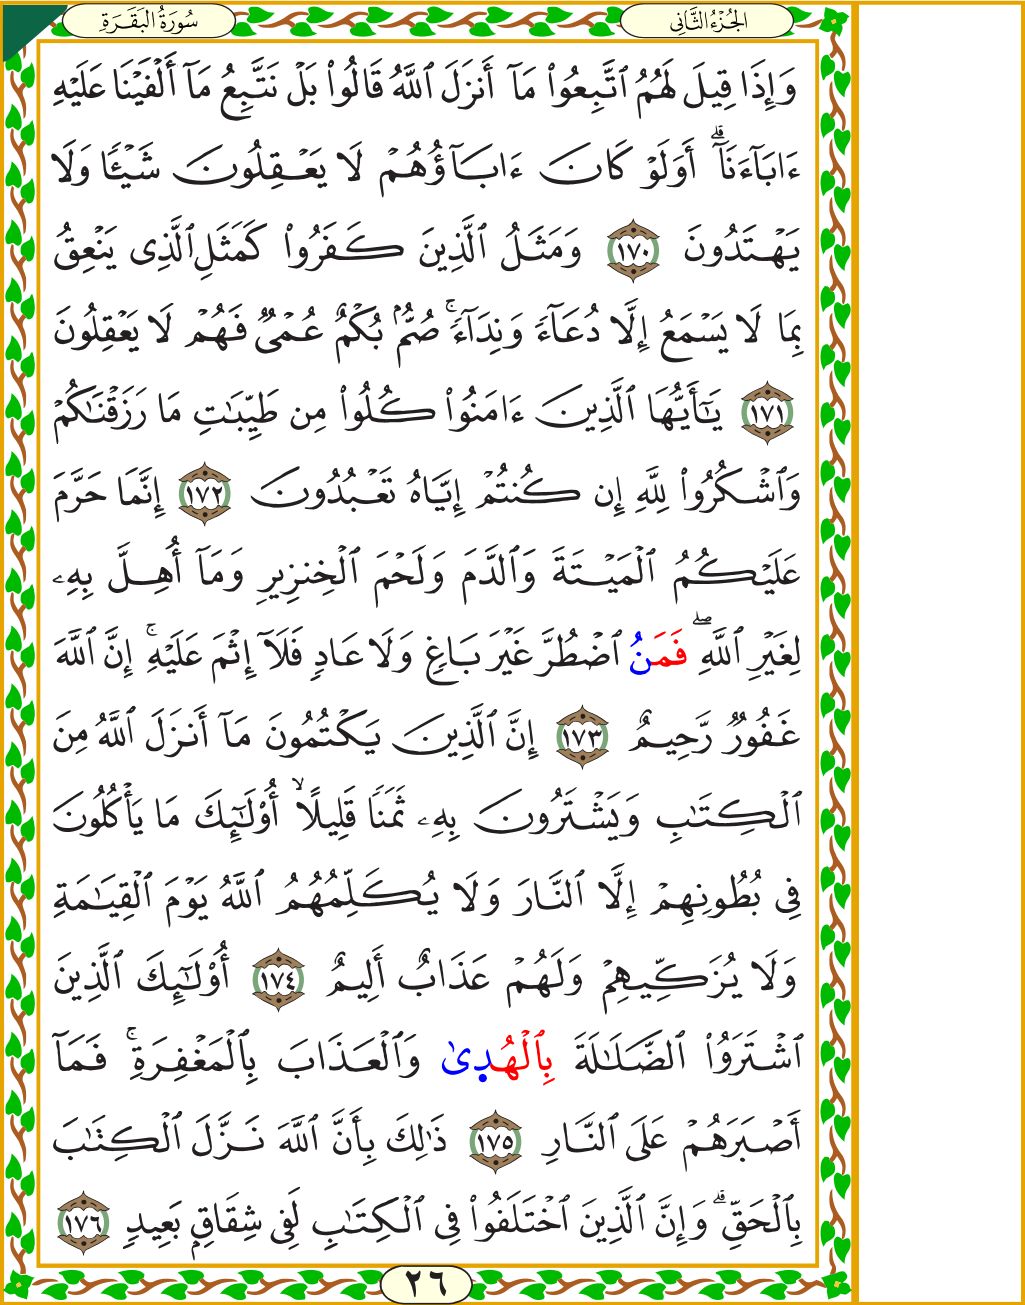 سُورَةُ الْبَقَرَةِ
الجُزْءُ الثَّانِى
وَإِذَا قِيلَ لَهُمُ ٱتَّبِعُوا۟ مَآ أَنزَلَ ٱللَّهُ قَالُوا۟ بَلْ نَتَّبِعُ مَآ أَلْفَيْنَا عَلَيْهِ
ءَابَآءَنَآ ۗ أَوَلَوْ كَانَ ءَابَآؤُهُمْ لَا يَعْقِلُونَ شَيْـًٔا وَلَا
يَهْتَدُونَ ١٧٠ وَمَثَلُ ٱلَّذِينَ كَفَرُوا۟ كَمَثَلِ ٱلَّذِى يَنْعِقُ
بِمَا لَا يَسْمَعُ إِلَّا دُعَآءً وَنِدَآءً ۚ صُمٌّۢ بُكْمٌ عُمْىٌ فَهُمْ لَا يَعْقِلُونَ
١٧١ يَـٰٓأَيُّهَا ٱلَّذِينَ ءَامَنُوا۟ كُلُوا۟ مِن طَيِّبَـٰتِ مَا رَزَقْنَـٰكُمْ
وَٱشْكُرُوا۟ لِلَّهِ إِن كُنتُمْ إِيَّاهُ تَعْبُدُونَ ١٧٢ إِنَّمَا حَرَّمَ
عَلَيْكُمُ ٱلْمَيْتَةَ وَٱلدَّمَ وَلَحْمَ ٱلْخِنزِيرِ وَمَآ أُهِلَّ بِهِۦ
لِغَيْرِ ٱللَّهِ ۖ فَمَنُ ٱضْطُرَّ غَيْرَ بَاغٍ وَلَا عَادٍ فَلَآ إِثْمَ عَلَيْهِ ۚ إِنَّ ٱللَّهَ
غَفُورٌ رَّحِيمٌ ١٧٣ إِنَّ ٱلَّذِينَ يَكْتُمُونَ مَآ أَنزَلَ ٱللَّهُ مِنَ
ٱلْكِتَـٰبِ وَيَشْتَرُونَ بِهِۦ ثَمَنًا قَلِيلًا ۙ أُو۟لَـٰٓئِكَ مَا يَأْكُلُونَ
فِى بُطُونِهِمْ إِلَّا ٱلنَّارَ وَلَا يُكَلِّمُهُمُ ٱللَّهُ يَوْمَ ٱلْقِيَـٰمَةِ
وَلَا يُزَكِّيهِمْ وَلَهُمْ عَذَابٌ أَلِيمٌ ١٧٤ أُو۟لَـٰٓئِكَ ٱلَّذِينَ
ٱشْتَرَوُا۟ ٱلضَّلَـٰلَةَ بِٱلْهُدٜىٰ وَٱلْعَذَابَ بِٱلْمَغْفِرَةِ ۚ فَمَآ
أَصْبَرَهُمْ عَلَى ٱلنَّارِ ١٧٥ ذَٰلِكَ بِأَنَّ ٱللَّهَ نَزَّلَ ٱلْكِتَـٰبَ
بِٱلْحَقِّ ۗ وَإِنَّ ٱلَّذِينَ ٱخْتَلَفُوا۟ فِى ٱلْكِتَـٰبِ لَفِى شِقَاقٍۭ بَعِيدٍ ١٧٦
٢٦